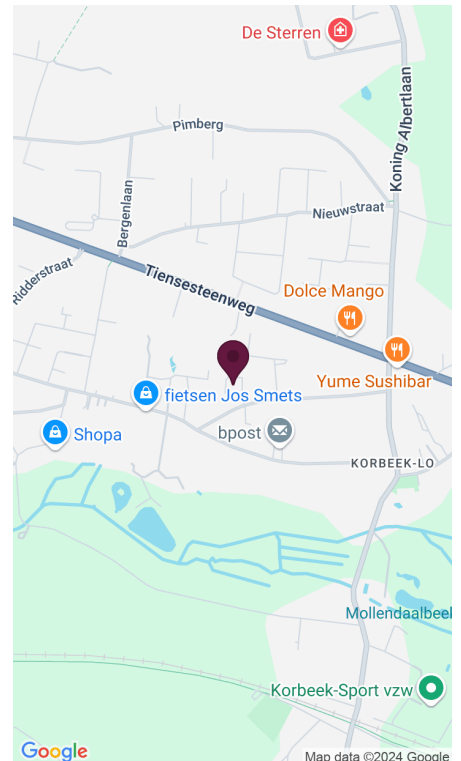 De Sterren
Pimberg
Koning Albertlaan
Bergenlaan
Nieuwstraat
Ridderstraat
Tiensesteenweg
Dolce Mango
Yume Sushibar
fietsen Jos Smets
Shopa
bpost
KORBEEK-LO
Mollendaalbeek
Korbeek-Sport vzw
Google
Map data ©2024 Google